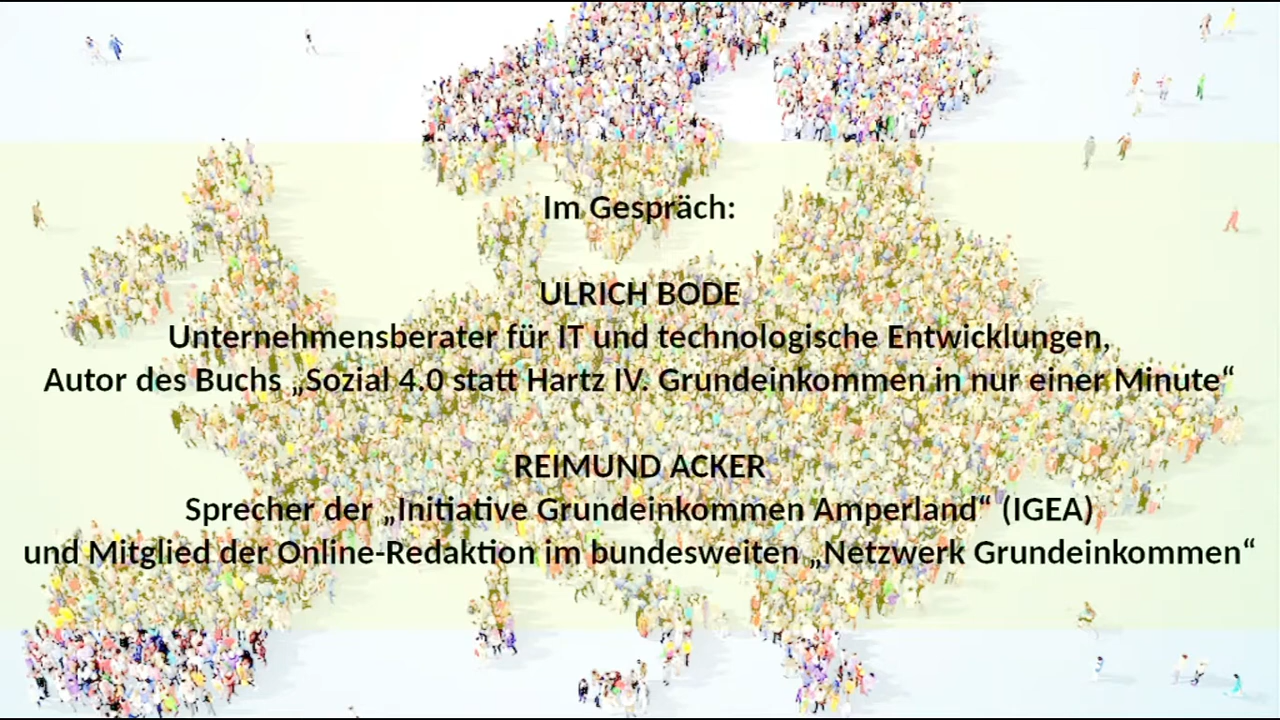 Im Gespräch:
ULRICH BODE
Unternehmensberater für IT und technologische Entwicklungen,
Autor des Buchs „Sozial 4.0 statt Hartz IV. Grundeinkommen in nur einer Minute“
REIMUND ACKER
Sprecher der „Initiative Grundeinkommen Amperland“ (IGEA)
und Mitglied der Online-Redaktion im bundesweiten „Netzwerk Grundeinkommen“